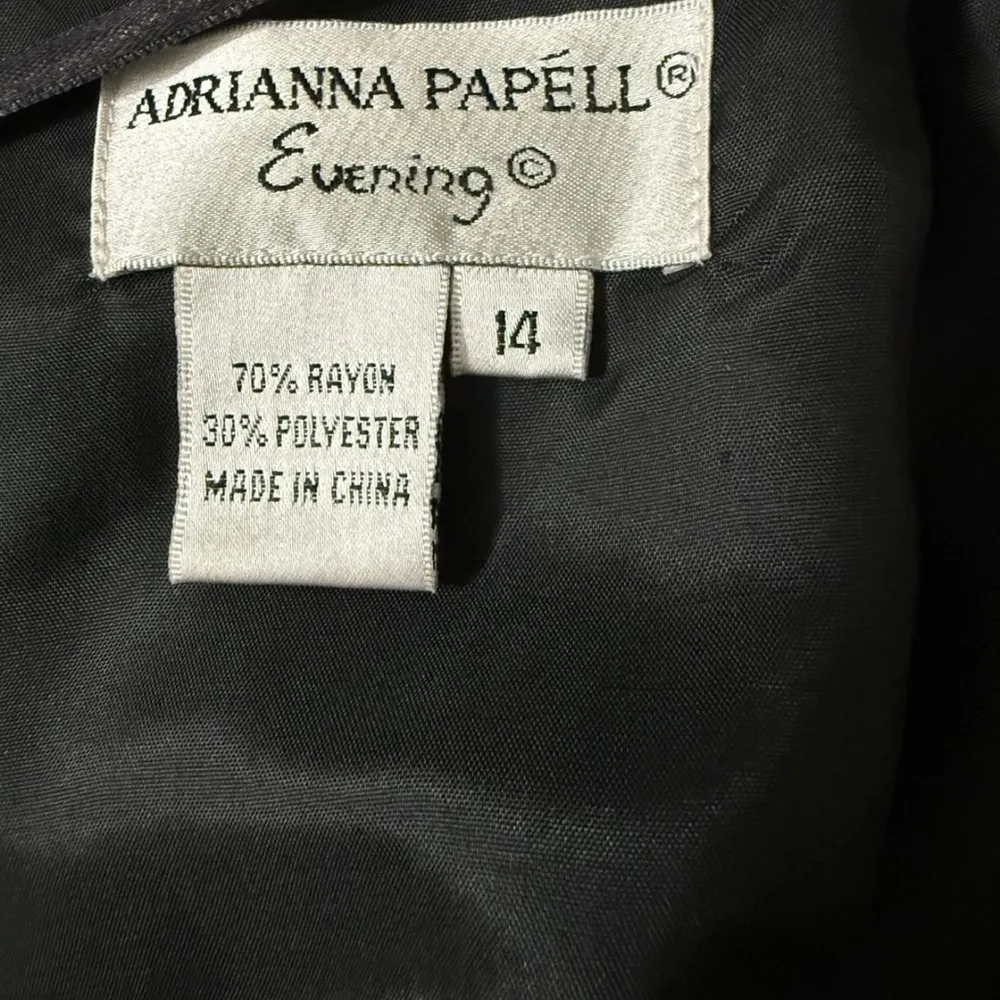 ADRIANNA PAPÉLL®
Evening©
14
70% RAYON
30% POLYESTER
MADE IN CHINA